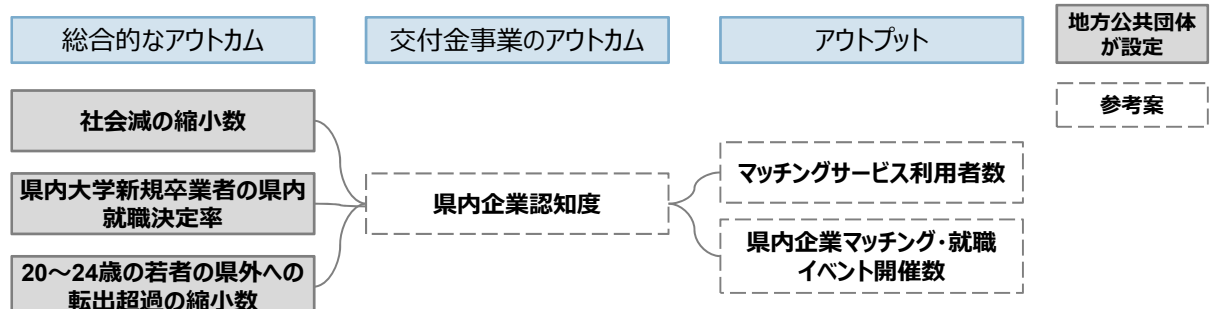 総合的なアウトカム
交付金事業のアウトカム
アウトプット
地方公共団体
が設定
参考案
社会減の縮小数
県内大学新規卒業者の県内
就職決定率
20～24歳の若者の県外への
転出超過の縮小数
県内企業認知度
マッチングサービス利用者数
県内企業マッチング・就職
イベント開催数